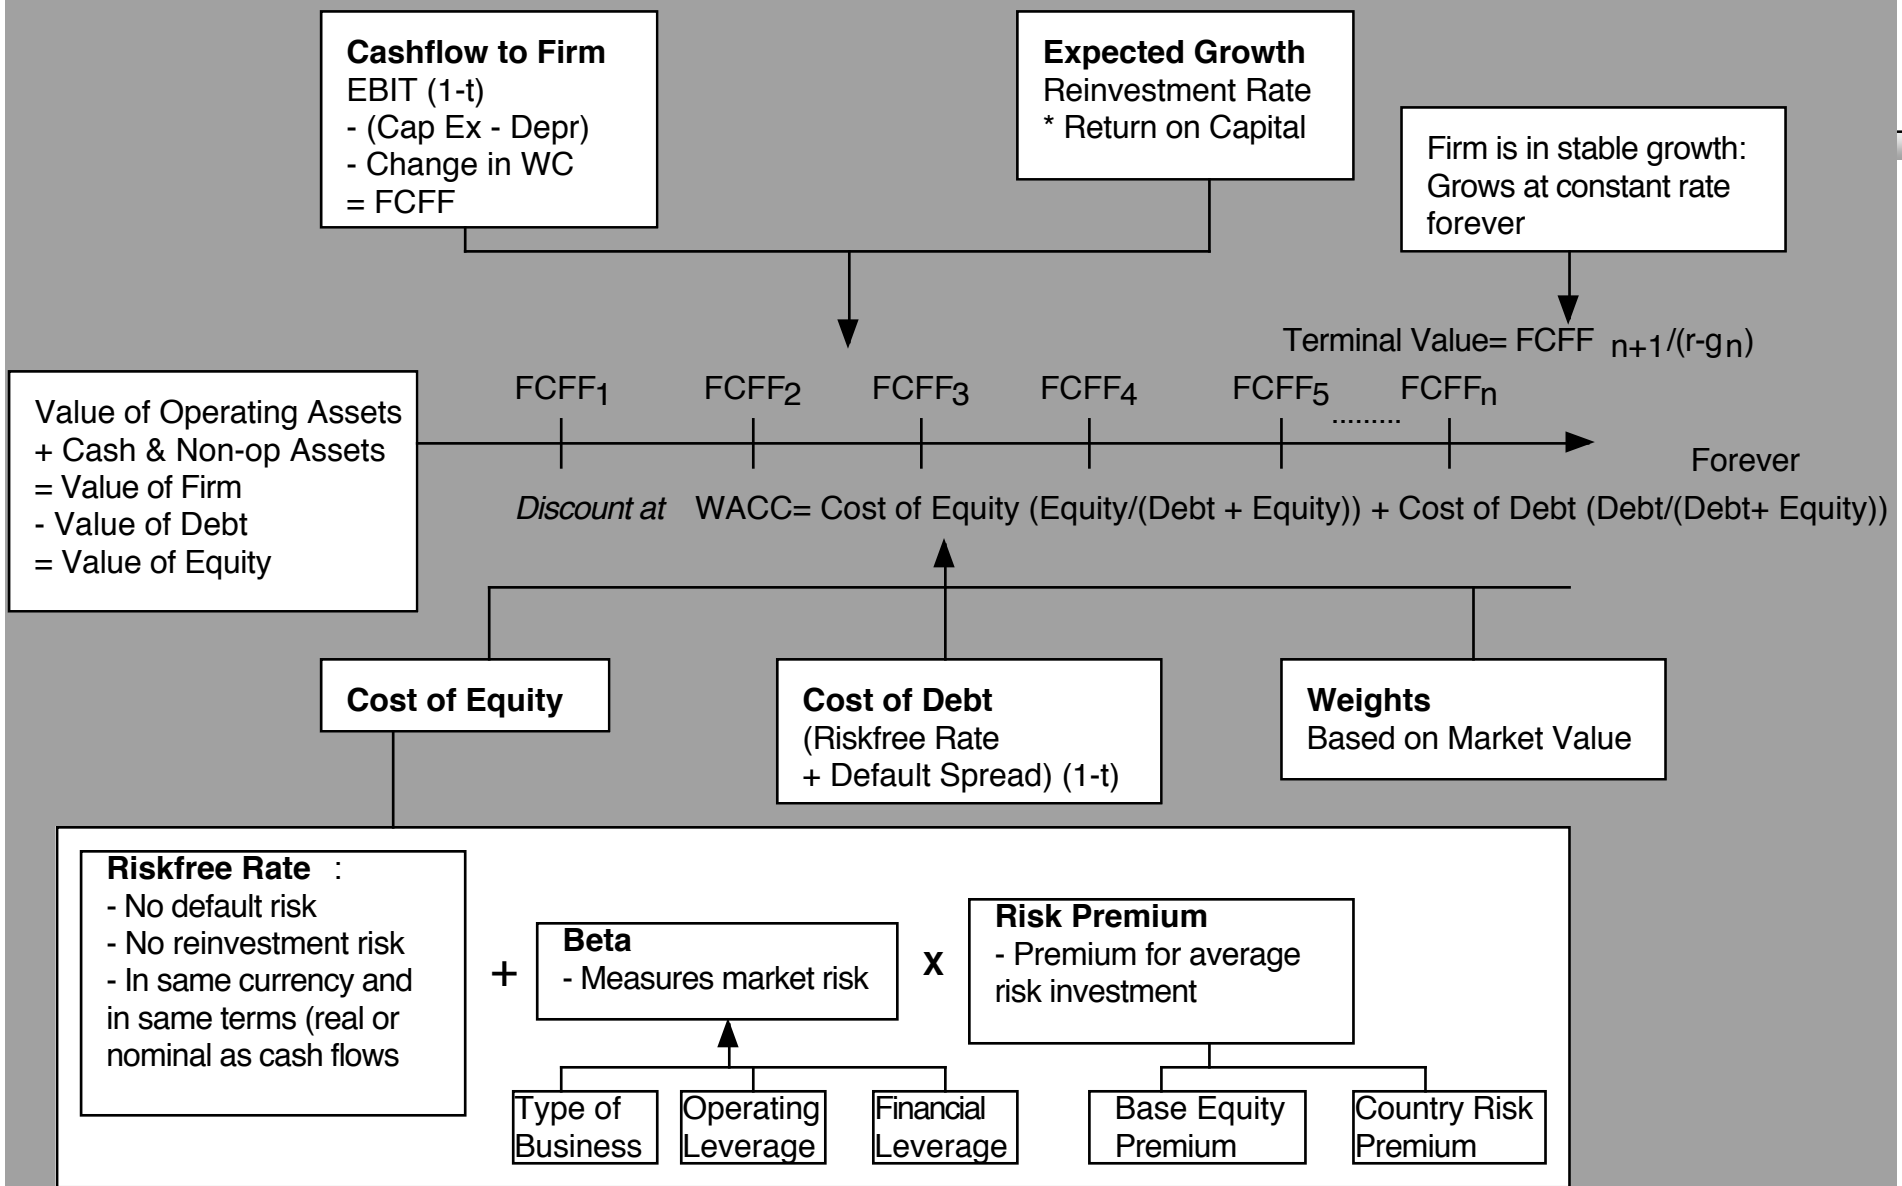 Cashflow to Firm
EBIT (1-t)
- (Cap Ex - Depr)
- Change in WC
= FCFF
Expected Growth
Reinvestment Rate
* Return on Capital
Firm is in stable growth:
Grows at constant rate
forever
Terminal Value= FCFF n+1/(r-gn)
FCFF1 FCFF2 FCFF3 FCFF4 FCFF5 ......... FCFFn
Forever
Value of Operating Assets
+ Cash & Non-op Assets
= Value of Firm
- Value of Debt
= Value of Equity
Discount at WACC= Cost of Equity (Equity/(Debt + Equity)) + Cost of Debt (Debt/(Debt+ Equity))
Cost of Equity
Cost of Debt
(Riskfree Rate
+ Default Spread) (1-t)
Weights
Based on Market Value
Riskfree Rate :
- No default risk
- No reinvestment risk
- In same currency and
in same terms (real or
nominal as cash flows
+
Beta
- Measures market risk
X
Risk Premium
- Premium for average
risk investment
Type of
Business
Operating
Leverage
Financial
Leverage
Base Equity
Premium
Country Risk
Premium